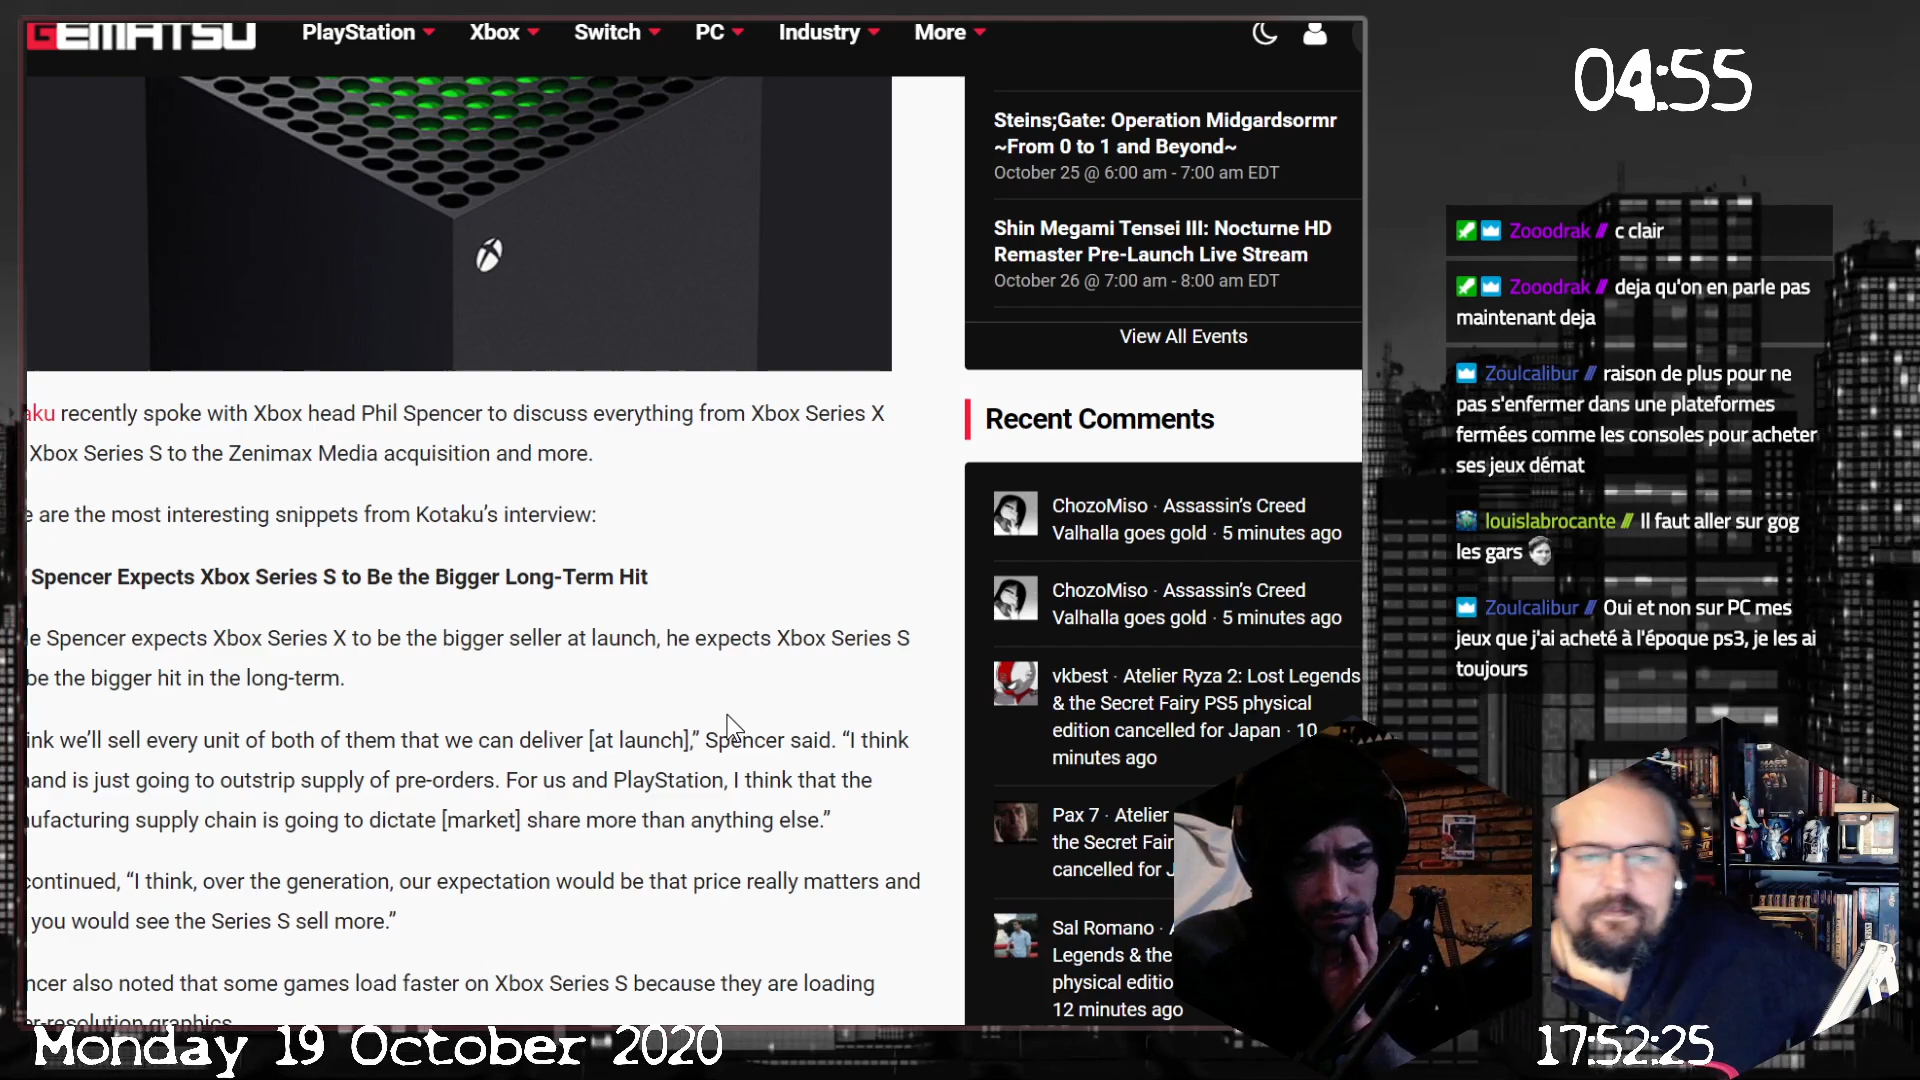 GEMATSU
PlayStation
Xbox
Switch
PC
Industry
More
Steins;Gate: Operation Midgardsormr
~From 0 to 1 and Beyond~
October 25 @ 6:00 am - 7:00 am EDT
Shin Megami Tensei III: Nocturne HD
Remaster Pre-Launch Live Stream
October 26 @ 7:00 am - 8:00 am EDT
View All Events
aku recently spoke with Xbox head Phil Spencer to discuss everything from Xbox Series X
Xbox Series S to the Zenimax Media acquisition and more.
e are the most interesting snippets from Kotaku’s interview:
Spencer Expects Xbox Series S to Be the Bigger Long-Term Hit
e Spencer expects Xbox Series X to be the bigger seller at launch, he expects Xbox Series S
be the bigger hit in the long-term.
ink we’ll sell every unit of both of them that we can deliver [at launch],” Spencer said. “I think
and is just going to outstrip supply of pre-orders. For us and PlayStation, I think that the
ufacturing supply chain is going to dictate [market] share more than anything else.”
continued, “I think, over the generation, our expectation would be that price really matters and
you would see the Series S sell more.”
ncer also noted that some games load faster on Xbox Series S because they are loading
er-resolution graphics.
Recent Comments
ChozoMiso · Assassin’s Creed
Valhalla goes gold · 5 minutes ago
ChozoMiso · Assassin’s Creed
Valhalla goes gold · 5 minutes ago
vkbest · Atelier Ryza 2: Lost Legends
& the Secret Fairy PS5 physical
edition cancelled for Japan · 10
minutes ago
Pax 7 · Atelier
the Secret Fair
cancelled for J
Sal Romano ·
Legends & the
physical editio
12 minutes ago
04:55
Zooodrak // c clair
Zooodrak // deja qu'on en parle pas
maintenant deja
Zoulcalibur // raison de plus pour ne
pas s'enfermer dans une plateformes
fermées comme les consoles pour acheter
ses jeux démat
louislabrocante // Il faut aller sur gog
les gars
Zoulcalibur // Oui et non sur PC mes
jeux que j'ai acheté à l'époque ps3, je les ai
toujours
Monday 19 October 2020
17:52:25